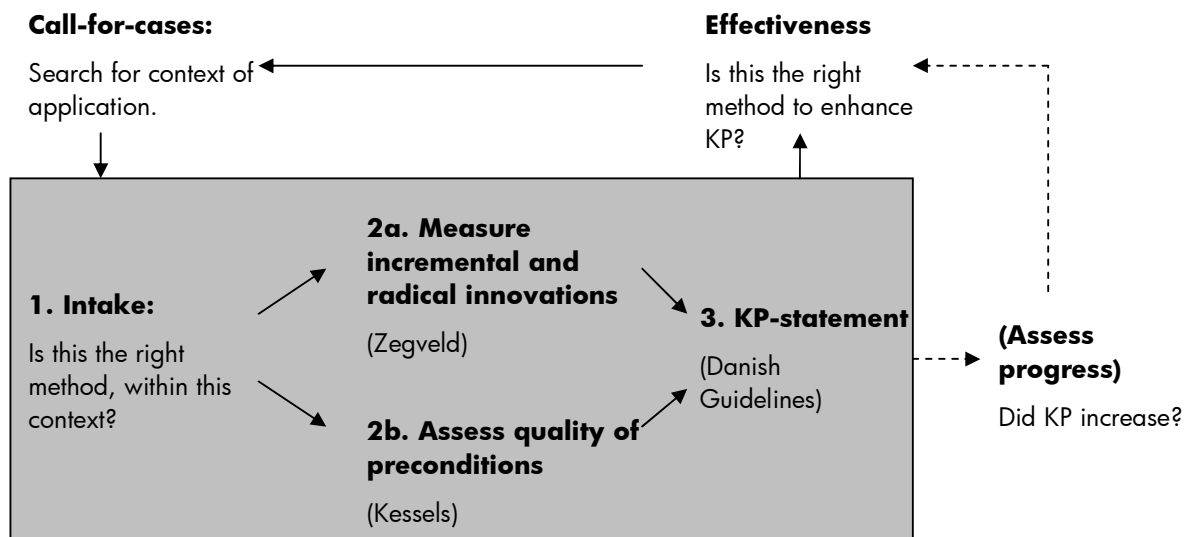 Call-for-cases:
Search for context of
application.
Effectiveness
Is this the right
method to enhance
KP?
1. Intake:
Is this the right
method, within this
context?
2a. Measure
incremental and
radical innovations
(Zegveld)
2b. Assess quality of
preconditions
(Kessels)
3. KP-statement
(Danish
Guidelines)
(Assess
progress)
Did KP increase?